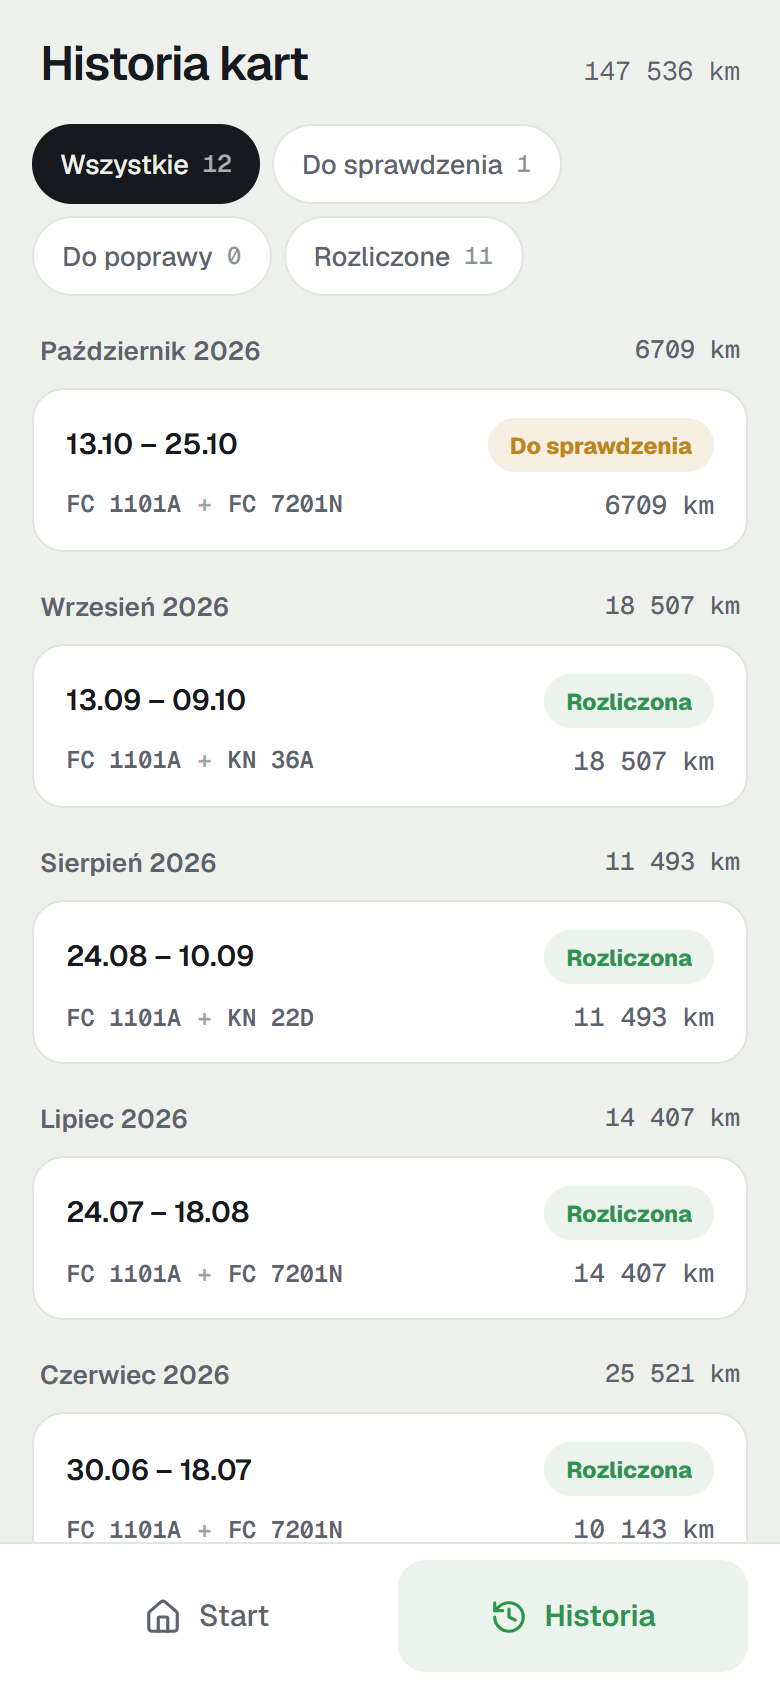 Historia kart 147 536 km
Wszystkie 12 Do sprawdzenia 1
Do poprawy 0 Rozliczone 11
Październik 2026 6709 km
13.10 – 25.10 Do sprawdzenia
FC 1101A + FC 7201N 6709 km
Wrzesień 2026 18 507 km
13.09 – 09.10 Rozliczona
FC 1101A + KN 36A 18 507 km
Sierpień 2026 11 493 km
24.08 – 10.09 Rozliczona
FC 1101A + KN 22D 11 493 km
Lipiec 2026 14 407 km
24.07 – 18.08 Rozliczona
FC 1101A + FC 7201N 14 407 km
Czerwiec 2026 25 521 km
30.06 – 18.07 Rozliczona
FC 1101A + FC 7201N 10 143 km
Start Historia